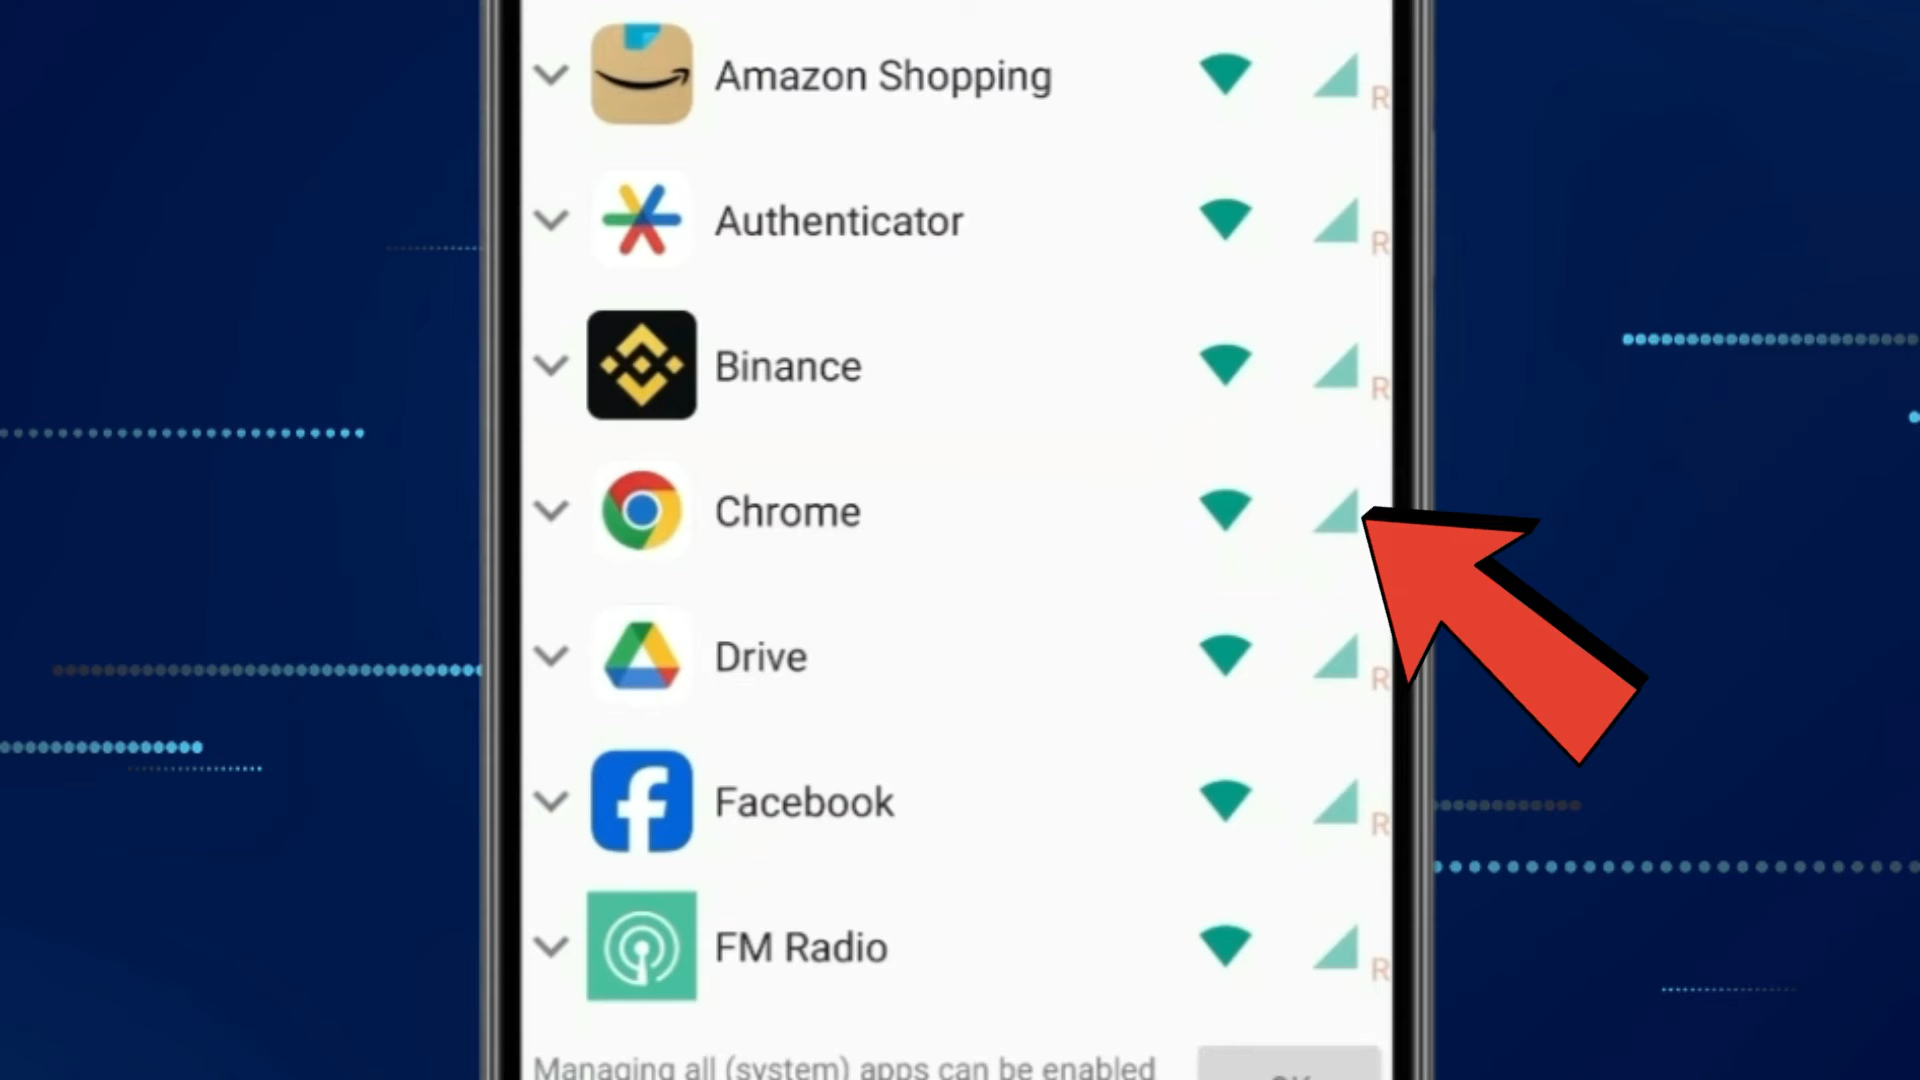 Amazon Shopping
R
Authenticator
R
Binance
R
Chrome
Drive
R
Facebook
R
FM Radio
R
Managing all (system) apps can be enabled